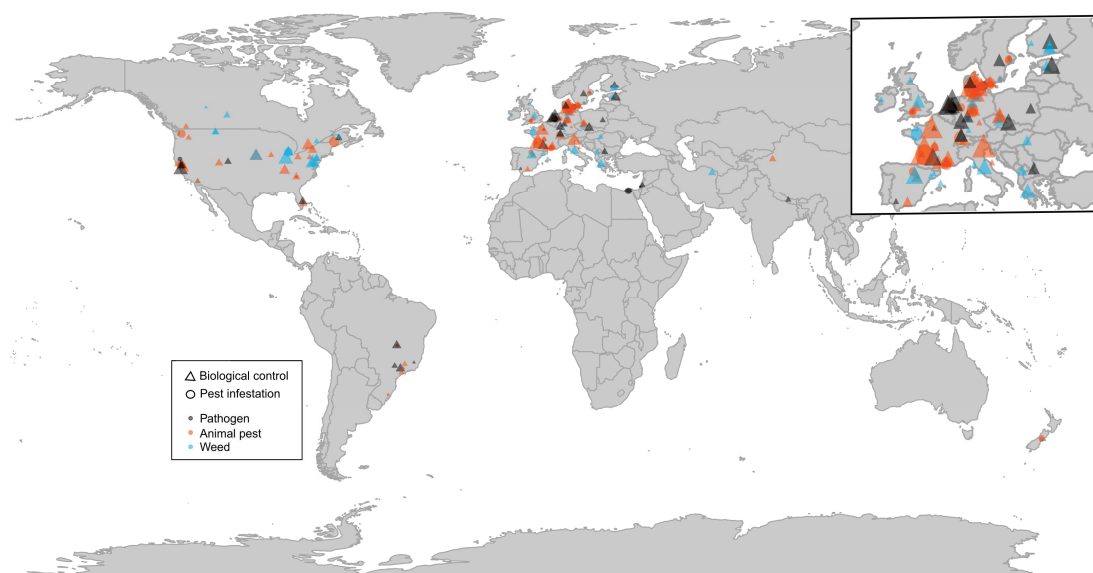 Biological control
Pest infestation
Pathogen
Animal pest
Weed